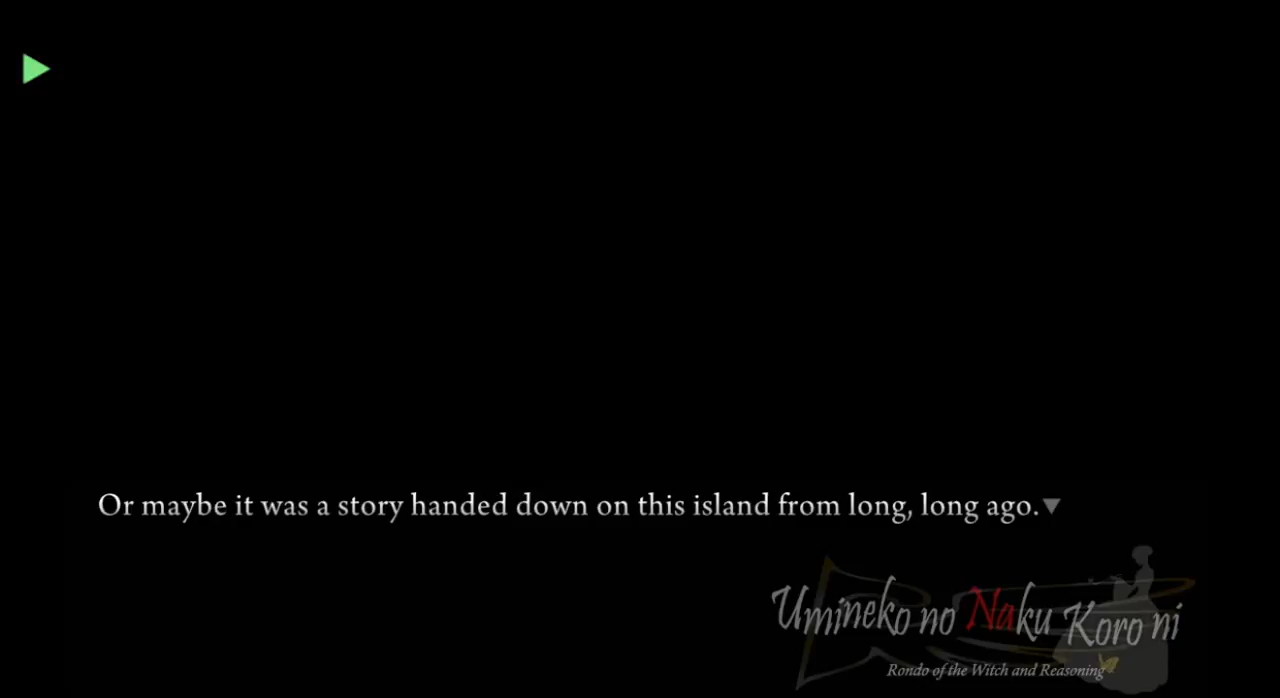 Or maybe it was a story handed down on this island from long, long ago.
Umineko no Naku Koro ni
Rondo of the Witch and Reasoning